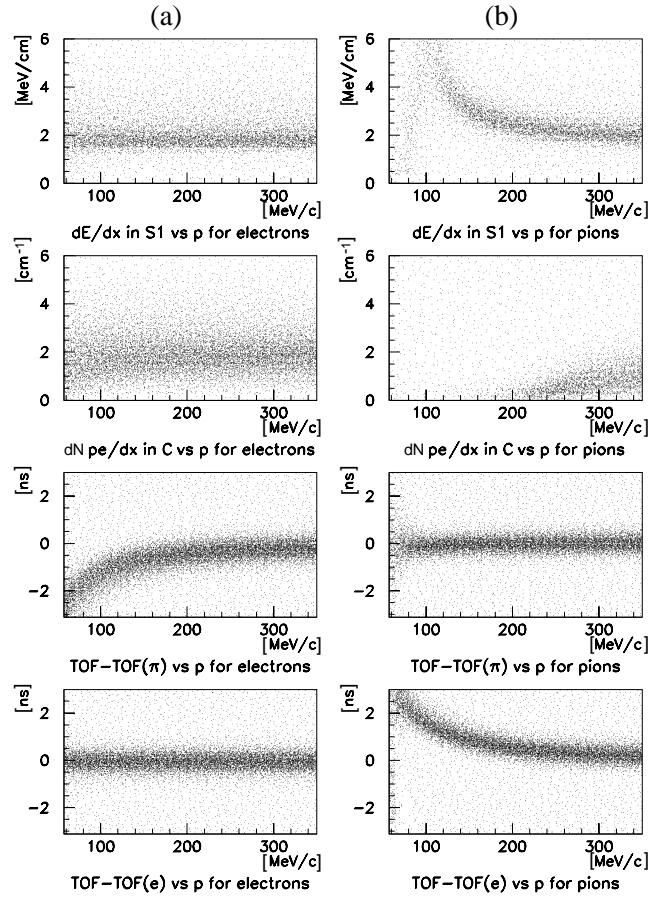 (a) (b)
[MeV/cm] 6 4 2 0 100 200 300 [MeV/c]
dE/dx in S1 vs p for electrons
[MeV/cm] 6 4 2 0 100 200 300 [MeV/c]
dE/dx in S1 vs p for pions
[cm⁻¹] 6 4 2 0 100 200 300 [MeV/c]
dN pe/dx in C vs p for electrons
[cm⁻¹] 6 4 2 0 100 200 300 [MeV/c]
dN pe/dx in C vs p for pions
[ns] 2 0 −2 100 200 300 [MeV/c]
TOF−TOF(π) vs p for electrons
[ns] 2 0 −2 100 200 300 [MeV/c]
TOF−TOF(π) vs p for pions
[ns] 2 0 −2 100 200 300 [MeV/c]
TOF−TOF(e) vs p for electrons
[ns] 2 0 −2 100 200 300 [MeV/c]
TOF−TOF(e) vs p for pions